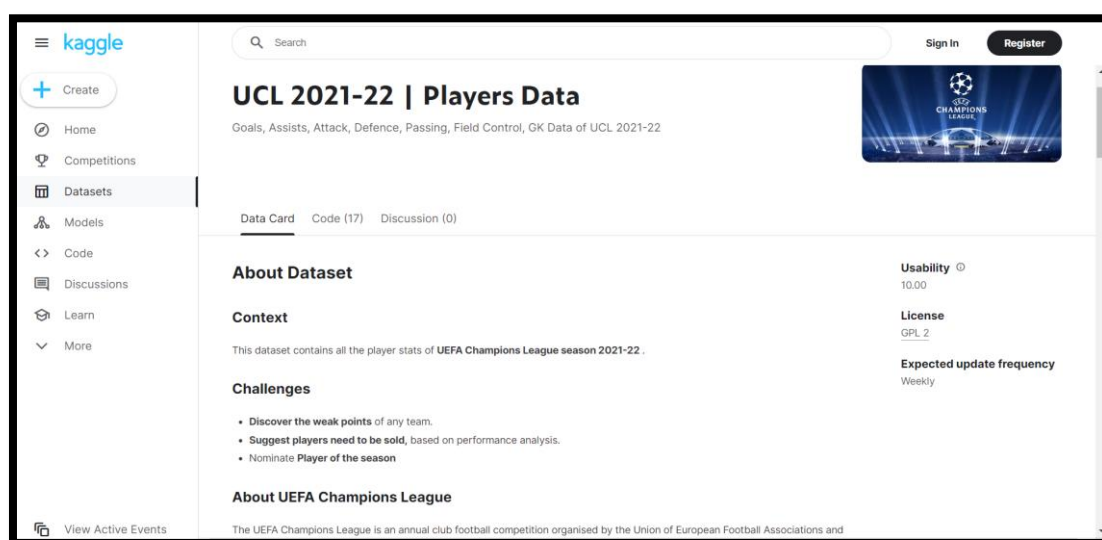 kaggle
Search
Sign In
Register
Create
Home
Competitions
Datasets
Models
Code
Discussions
Learn
More
View Active Events
UCL 2021-22 | Players Data
Goals, Assists, Attack, Defence, Passing, Field Control, GK Data of UCL 2021-22
CHAMPIONS
LEAGUE
Data Card Code (17) Discussion (0)
About Dataset
Context
This dataset contains all the player stats of UEFA Champions League season 2021-22 .
Challenges
• Discover the weak points of any team.
• Suggest players need to be sold, based on performance analysis.
• Nominate Player of the season
About UEFA Champions League
The UEFA Champions League is an annual club football competition organised by the Union of European Football Associations and
Usability
10.00
License
GPL 2
Expected update frequency
Weekly